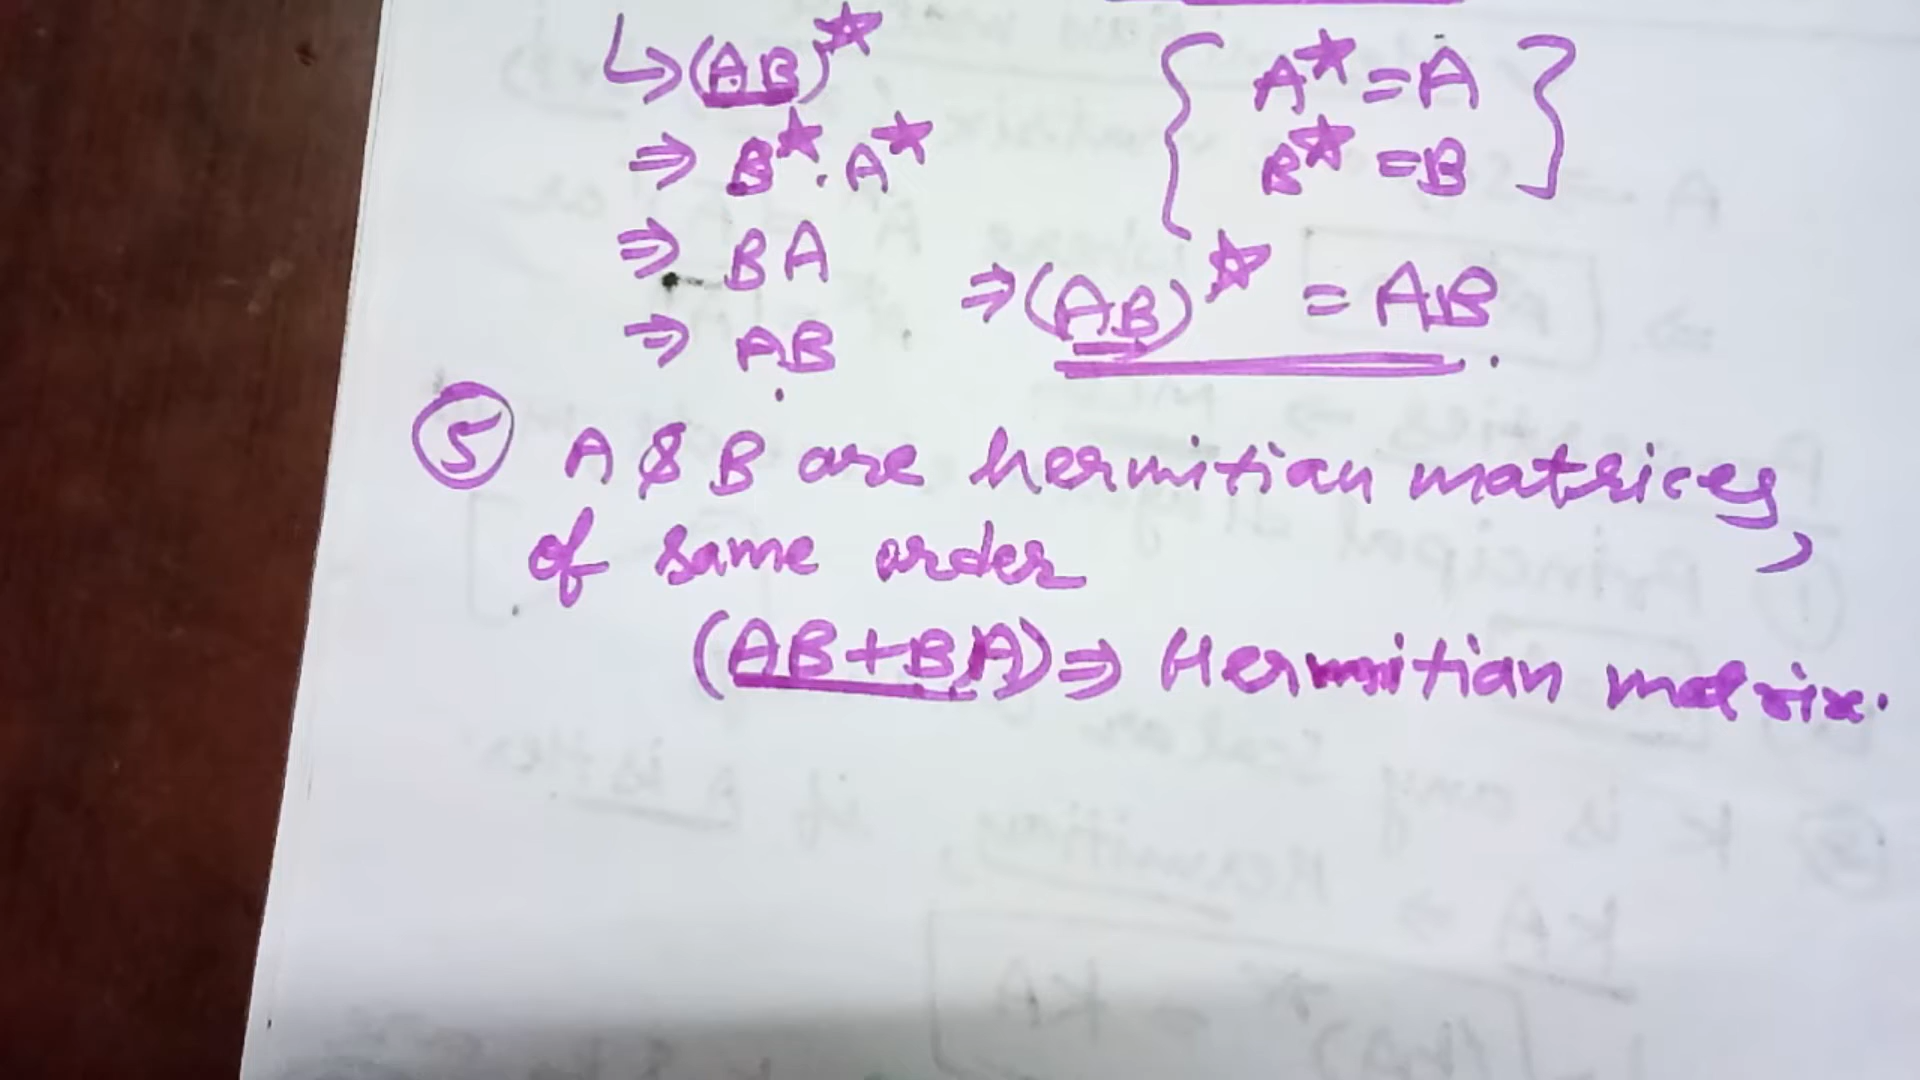 ↳ (AB)*
⇒ B*.A*
⇒ BA
⇒ AB
{ A* = A
B* = B }
⇒ (AB)* = AB.
⑤ A & B are hermitian matrices,
of same order
(AB+BA) ⇒ Hermitian matrix.